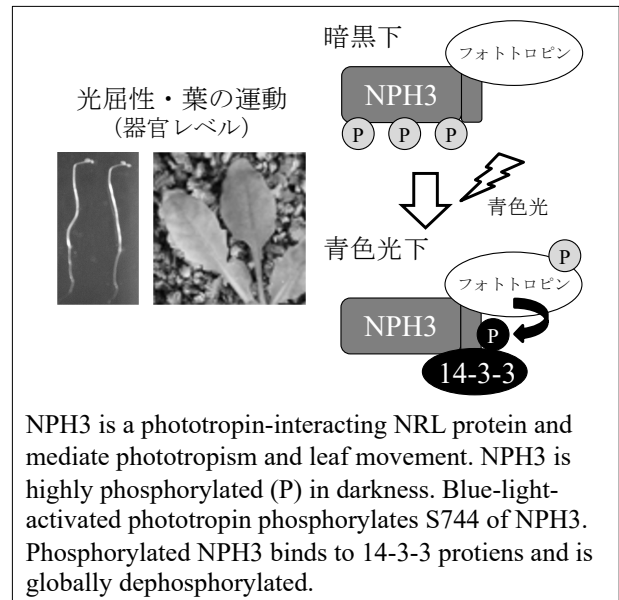 光屈性・葉の運動
(器官レベル)
暗黒下
フォトトロピン
NPH3
P P P
青色光
青色光下
P
フォトトロピン
NPH3
P
14-3-3
NPH3 is a phototropin-interacting NRL protein and
mediate phototropism and leaf movement. NPH3 is
highly phosphorylated (P) in darkness. Blue-light-
activated phototropin phosphorylates S744 of NPH3.
Phosphorylated NPH3 binds to 14-3-3 protiens and is
globally dephosphorylated.